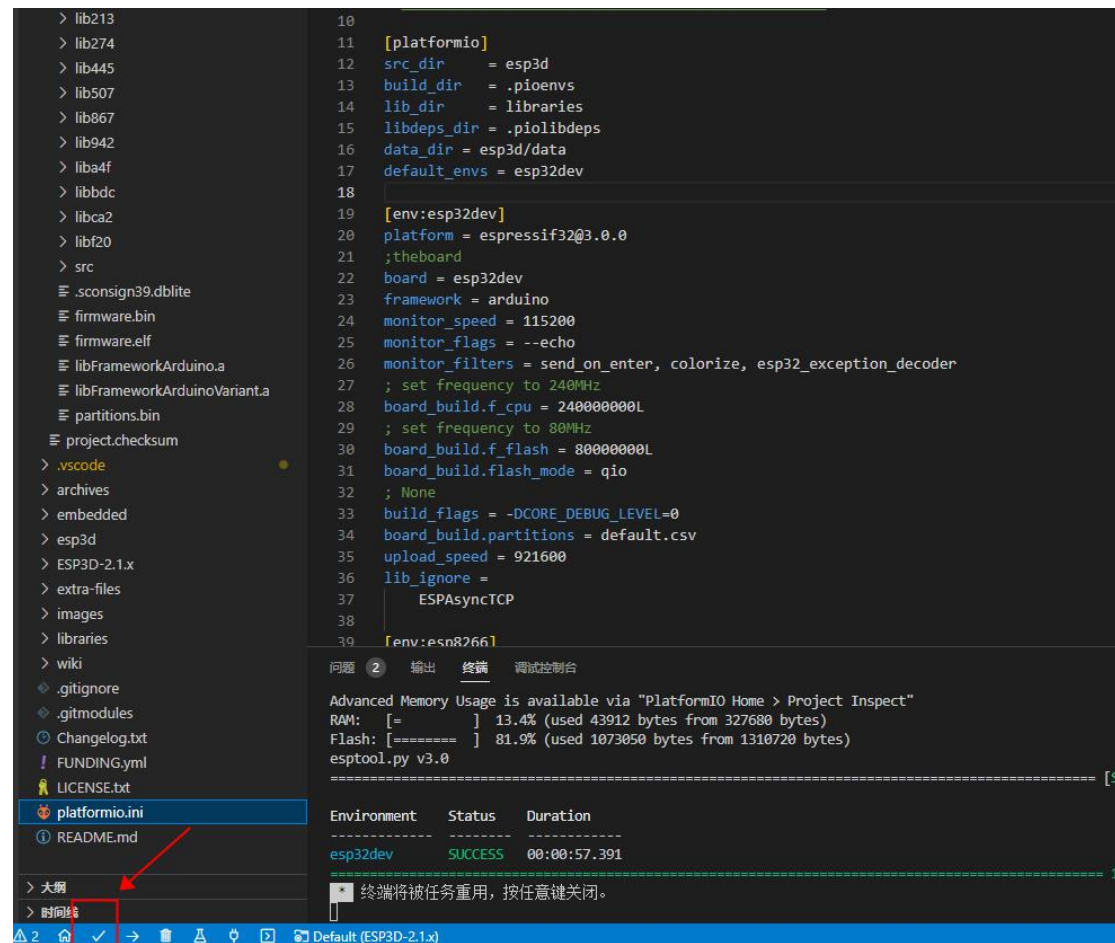 lib213
lib274
lib445
lib507
lib867
lib942
liba4f
libbdc
libca2
libf20
src
.sconsign39.dblite
firmware.bin
firmware.elf
libFrameworkArduino.a
libFrameworkArduinoVariant.a
partitions.bin
project.checksum
.vscode
archives
embedded
esp3d
ESP3D-2.1.x
extra-files
images
libraries
wiki
.gitignore
.gitmodules
Changelog.txt
FUNDING.yml
LICENSE.txt
platformio.ini
README.md
大纲
时间线
10
11 [platformio]
12 src_dir = esp3d
13 build_dir = .pioenvs
14 lib_dir = libraries
15 libdeps_dir = .piolibdeps
16 data_dir = esp3d/data
17 default_envs = esp32dev
18
19 [env:esp32dev]
20 platform = espressif32@3.0.0
21 ;theboard
22 board = esp32dev
23 framework = arduino
24 monitor_speed = 115200
25 monitor_flags = --echo
26 monitor_filters = send_on_enter, colorize, esp32_exception_decoder
27 ; set frequency to 240MHz
28 board_build.f_cpu = 240000000L
29 ; set frequency to 80MHz
30 board_build.f_flash = 80000000L
31 board_build.flash_mode = qio
32 ; None
33 build_flags = -DCORE_DEBUG_LEVEL=0
34 board_build.partitions = default.csv
35 upload_speed = 921600
36 lib_ignore =
37 ESPAsyncTCP
38
39 [env:esp8266]
问题 2 输出 终端 调试控制台
Advanced Memory Usage is available via "PlatformIO Home > Project Inspect"
RAM: [= ] 13.4% (used 43912 bytes from 327680 bytes)
Flash: [======== ] 81.9% (used 1073050 bytes from 1310720 bytes)
esptool.py v3.0
[S
Environment Status Duration
------------- -------- ------------
esp32dev SUCCESS 00:00:57.391
1
* 终端将被任务重用，按任意键关闭。
2 Default (ESP3D-2.1.x)